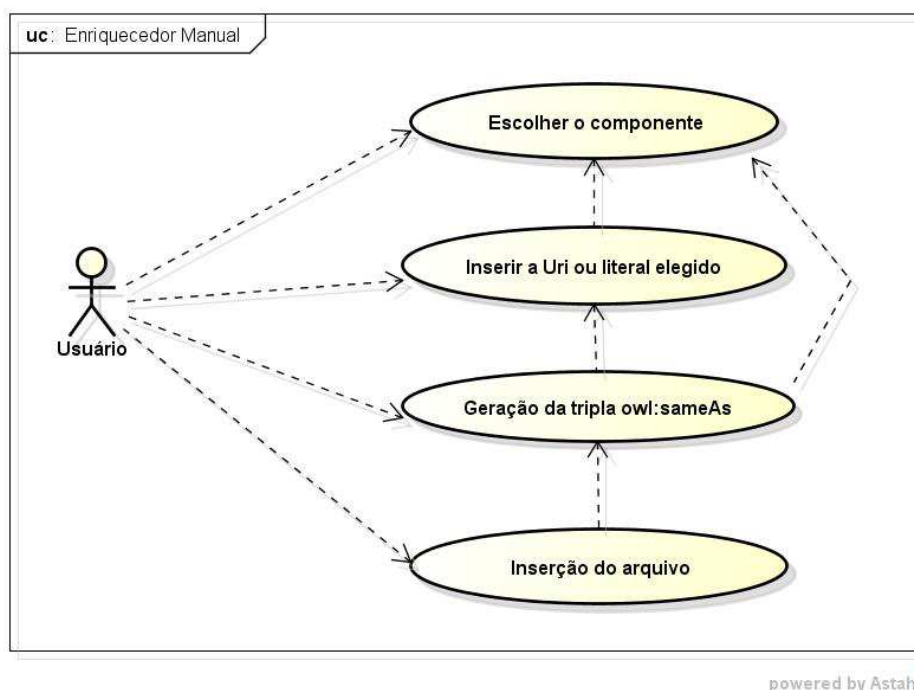 uc: Enriquecedor Manual
Escolher o componente
Inserir a Uri ou literal elegido
Usuário
Geração da tripla owl:sameAs
Inserção do arquivo
powered by Astah